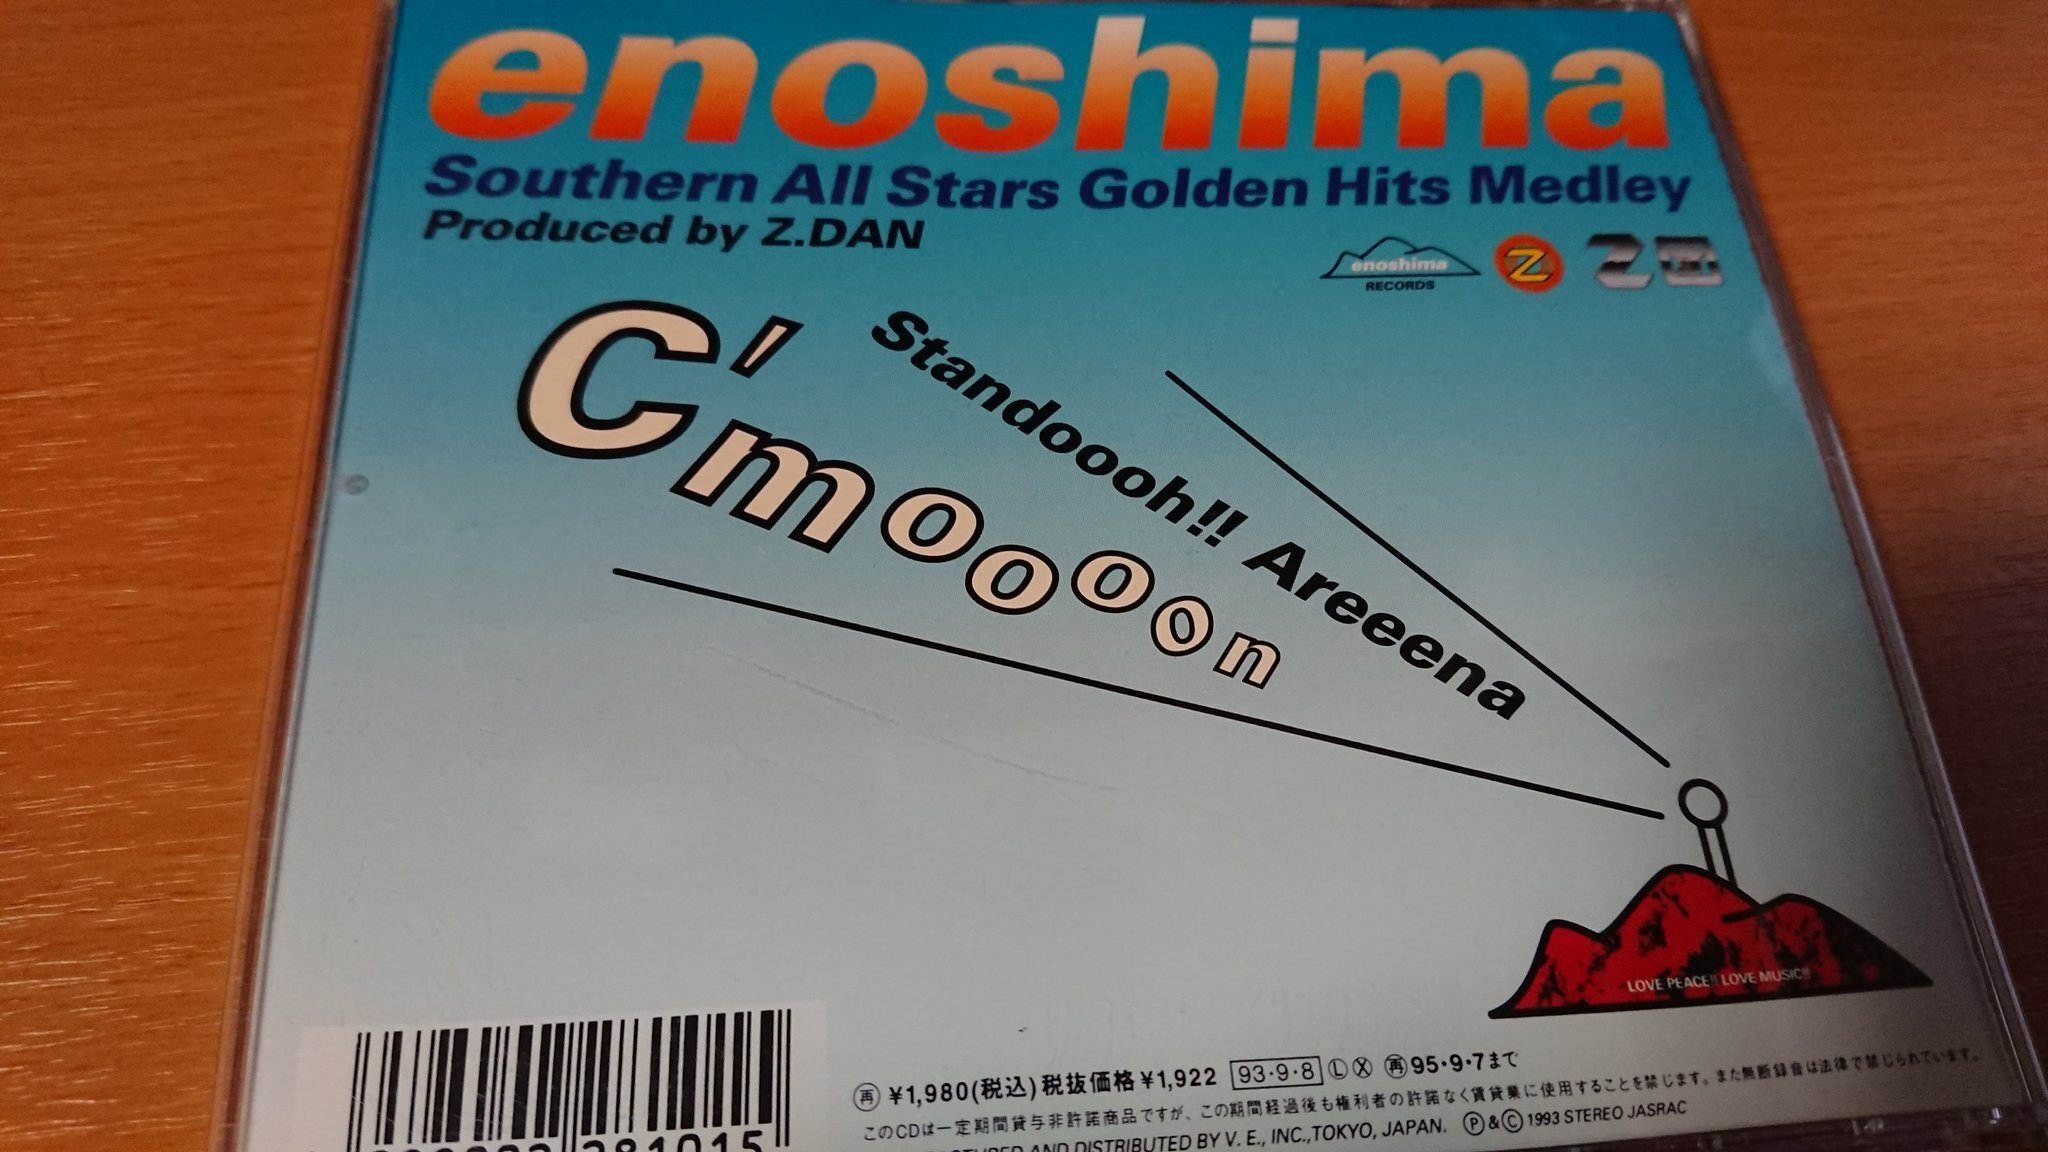 enoshima
Southern All Stars Golden Hits Medley
Produced by Z.DAN
enoshima
RECORDS
Z
Z団
C'moooon
Standoooh!! Areeena
LOVE PEACE!! LOVE MUSIC!!
再 ¥1,980(税込) 税抜価格¥1,922 93・9・8 Ⓛ Ⓧ 再 95・9・7まで
このCDは一定期間貸与非許諾商品ですが、この期間経過後も権利者の許諾なく賃貸業に使用することを禁じます。また無断録音は法律で禁じられています。
AND DISTRIBUTED BY V. E., INC.,TOKYO, JAPAN. Ⓟ&Ⓒ 1993 STEREO JASRAC
281015